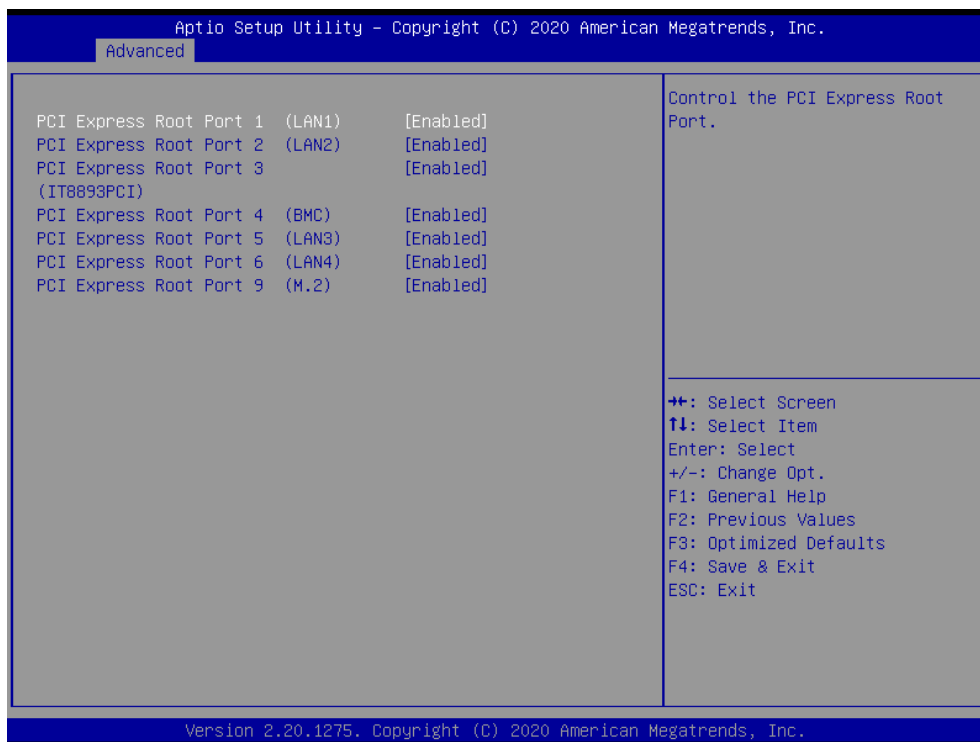 Aptio Setup Utility – Copyright (C) 2020 American Megatrends, Inc.
Advanced
PCI Express Root Port 1 (LAN1) [Enabled]
PCI Express Root Port 2 (LAN2) [Enabled]
PCI Express Root Port 3 [Enabled]
(IT8893PCI)
PCI Express Root Port 4 (BMC) [Enabled]
PCI Express Root Port 5 (LAN3) [Enabled]
PCI Express Root Port 6 (LAN4) [Enabled]
PCI Express Root Port 9 (M.2) [Enabled]
Control the PCI Express Root
Port.
→←: Select Screen
↑↓: Select Item
Enter: Select
+/-: Change Opt.
F1: General Help
F2: Previous Values
F3: Optimized Defaults
F4: Save & Exit
ESC: Exit
Version 2.20.1275. Copyright (C) 2020 American Megatrends, Inc.